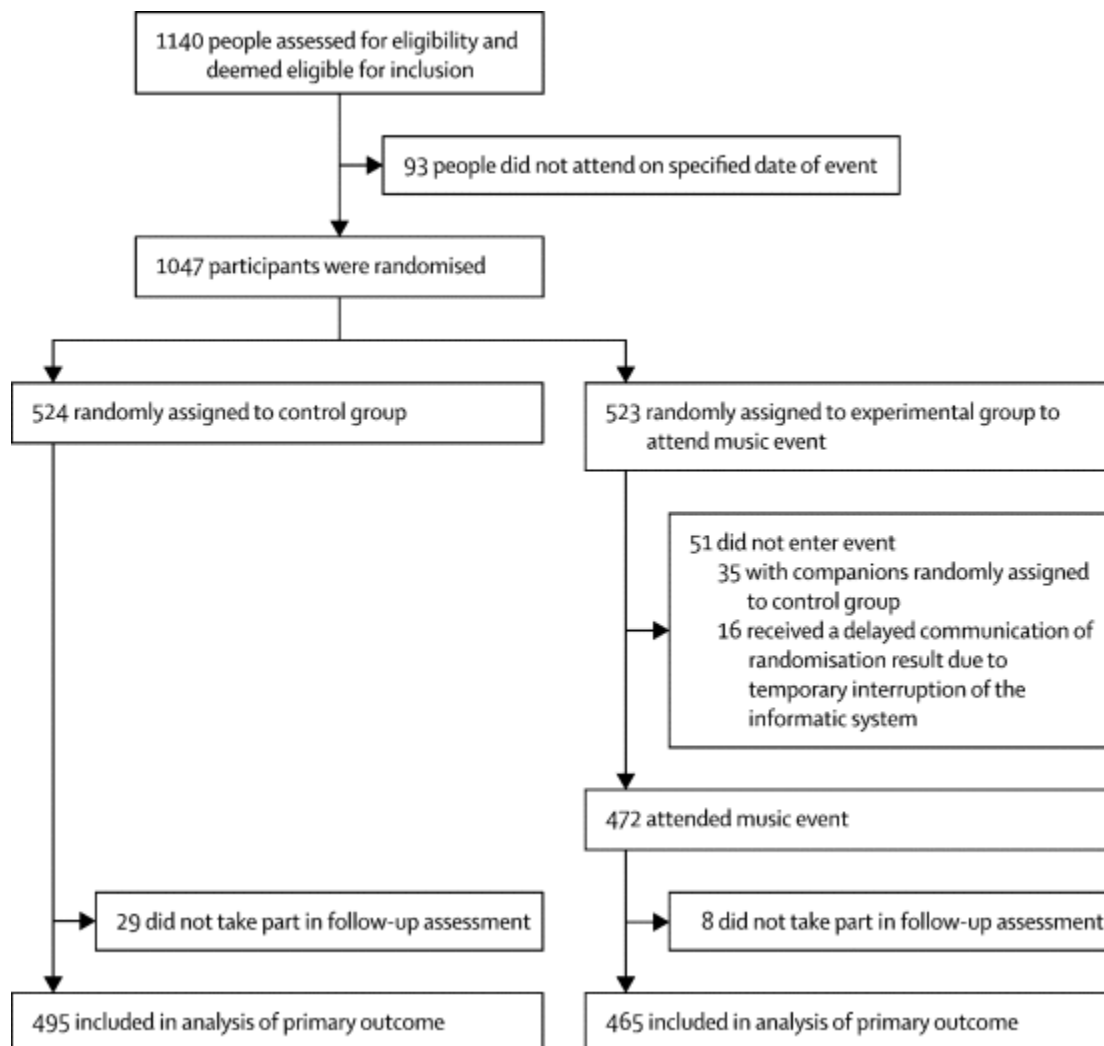 1140 people assessed for eligibility and
deemed eligible for inclusion
93 people did not attend on specified date of event
1047 participants were randomised
524 randomly assigned to control group
523 randomly assigned to experimental group to
attend music event
51 did not enter event
35 with companions randomly assigned
to control group
16 received a delayed communication of
randomisation result due to
temporary interruption of the
informatic system
472 attended music event
29 did not take part in follow-up assessment
8 did not take part in follow-up assessment
495 included in analysis of primary outcome
465 included in analysis of primary outcome